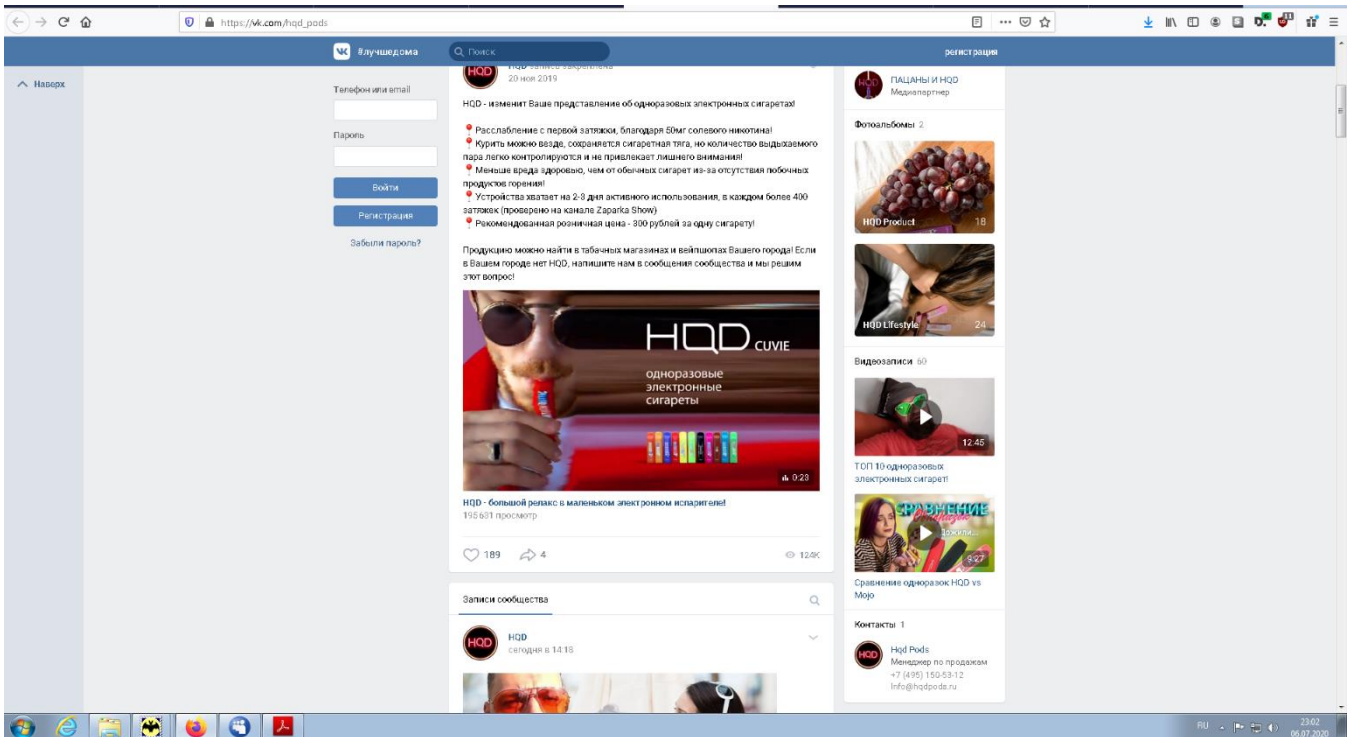 https://vk.com/hqd_pods
#лучшедома
Поиск
регистрация
Наверх
Телефон или email
Пароль
Войти
Регистрация
Забыли пароль?
HQD
HQD запись закреплена
20 ноя 2019
HQD - изменит Ваше представление об одноразовых электронных сигаретах!
Расслабление с первой затяжки, благодаря 50мг солевого никотина!
Курить можно везде, сохраняется сигаретная тяга, но количество выдыхаемого
пара легко контролируются и не привлекает лишнего внимания!
Меньше вреда здоровью, чем от обычных сигарет из-за отсутствия побочных
продуктов горения!
Устройства хватает на 2-3 дня активного использования, в каждом более 400
затяжек (проверено на канале Zaparka Show)
Рекомендованная розничная цена - 300 рублей за одну сигарету!
Продукцию можно найти в табачных магазинах и вейпшопах Вашего города! Если
в Вашем городе нет HQD, напишите нам в сообщения сообщества и мы решим
этот вопрос!
HQD CUVIE
одноразовые
электронные
сигареты
0:23
HQD - большой релакс в маленьком электронном испарителе!
195 631 просмотр
189
4
124K
Записи сообщества
HQD
HQD
сегодня в 14:18
HQD
ПАЦАНЫ И HQD
Медиапартнер
Фотоальбомы 2
HQD Product 18
HQD Lifestyle 24
Видеозаписи 60
12:45
ТОП 10 одноразовых
электронных сигарет!
СРАВНЕНИЕ
Дожили...
9:27
Сравнение одноразок HQD vs
Mojo
Контакты 1
HQD
Hqd Pods
Менеджер по продажам
+7 (495) 150-53-12
Info@hqdpods.ru
RU
23:02
06.07.2020